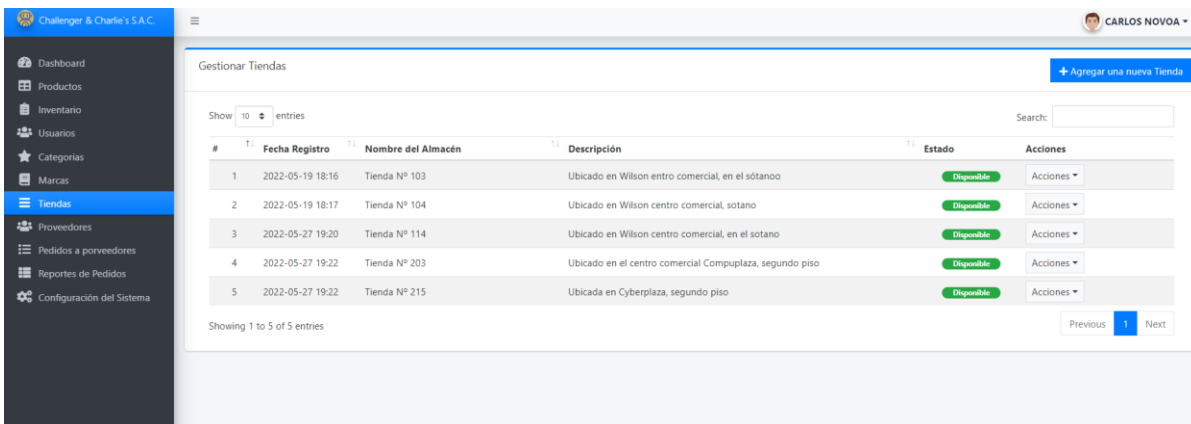 Challenger & Charlie's S.A.C.
CARLOS NOVOA
Dashboard
Productos
Inventario
Usuarios
Categorias
Marcas
Tiendas
Proveedores
Pedidos a porveedores
Reportes de Pedidos
Configuración del Sistema
Gestionar Tiendas
Agregar una nueva Tienda
Show 10 entries
Search:
# Fecha Registro Nombre del Almacén Descripción Estado Acciones
1 2022-05-19 18:16 Tienda Nº 103 Ubicado en Wilson entro comercial, en el sótanoo Disponible Acciones
2 2022-05-19 18:17 Tienda Nº 104 Ubicado en Wilson centro comercial, sotano Disponible Acciones
3 2022-05-27 19:20 Tienda Nº 114 Ubicado en Wilson centro comercial, en el sotano Disponible Acciones
4 2022-05-27 19:22 Tienda Nº 203 Ubicado en el centro comercial Compuplaza, segundo piso Disponible Acciones
5 2022-05-27 19:22 Tienda Nº 215 Ubicada en Cyberplaza, segundo piso Disponible Acciones
Showing 1 to 5 of 5 entries
Previous 1 Next